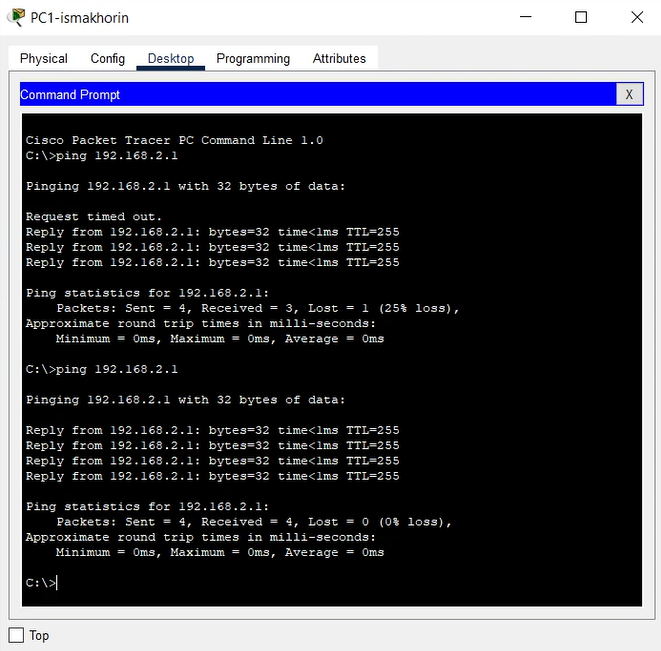 PC1-ismakhorin
Physical Config Desktop Programming Attributes
Command Prompt X
Cisco Packet Tracer PC Command Line 1.0
C:\>ping 192.168.2.1
Pinging 192.168.2.1 with 32 bytes of data:
Request timed out.
Reply from 192.168.2.1: bytes=32 time<1ms TTL=255
Reply from 192.168.2.1: bytes=32 time<1ms TTL=255
Reply from 192.168.2.1: bytes=32 time<1ms TTL=255
Ping statistics for 192.168.2.1:
    Packets: Sent = 4, Received = 3, Lost = 1 (25% loss),
Approximate round trip times in milli-seconds:
    Minimum = 0ms, Maximum = 0ms, Average = 0ms
C:\>ping 192.168.2.1
Pinging 192.168.2.1 with 32 bytes of data:
Reply from 192.168.2.1: bytes=32 time<1ms TTL=255
Reply from 192.168.2.1: bytes=32 time<1ms TTL=255
Reply from 192.168.2.1: bytes=32 time<1ms TTL=255
Reply from 192.168.2.1: bytes=32 time<1ms TTL=255
Ping statistics for 192.168.2.1:
    Packets: Sent = 4, Received = 4, Lost = 0 (0% loss),
Approximate round trip times in milli-seconds:
    Minimum = 0ms, Maximum = 0ms, Average = 0ms
C:\>
Top